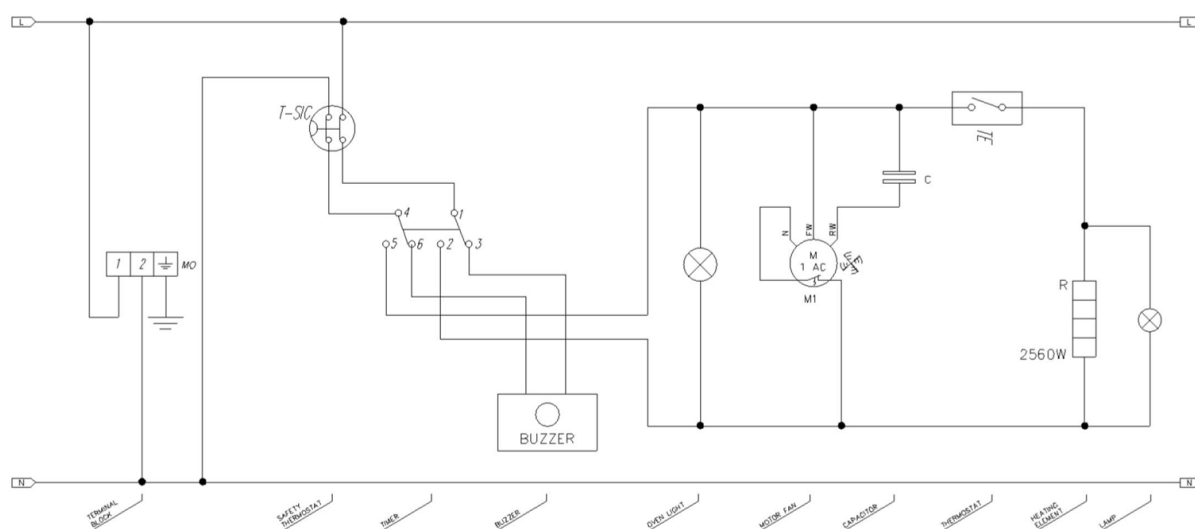 L
L
T-SIC
TF
C
4
1
5
6
2
3
N
FW
RW
1
2
MO
M
1 AC
M1
R
2560W
BUZZER
N
N
TERMINAL
BLOCK
SAFETY
THERMOSTAT
TIMER
BUZZER
OVEN LIGHT
MOTOR FAN
CAPACITOR
THERMOSTAT
HEATING
ELEMENT
LAMP